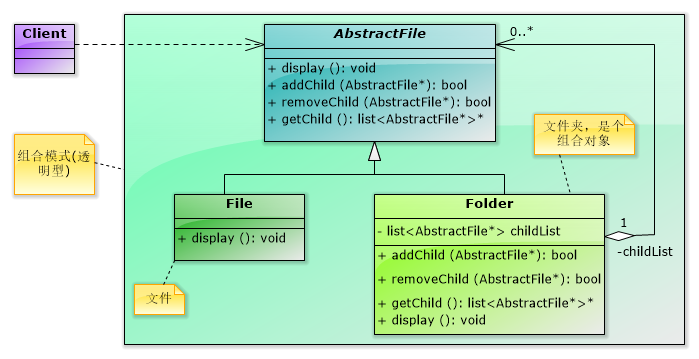 Client
AbstractFile
0..*
+ display (): void
+ addChild (AbstractFile*): bool
+ removeChild (AbstractFile*): bool
+ getChild (): list<AbstractFile*>*
组合模式(透
明型)
文件夹，是个
组合对象
File
+ display (): void
文件
Folder
- list<AbstractFile*> childList
+ addChild (AbstractFile*): bool
+ removeChild (AbstractFile*): bool
+ getChild (): list<AbstractFile*>*
+ display (): void
1
-childList